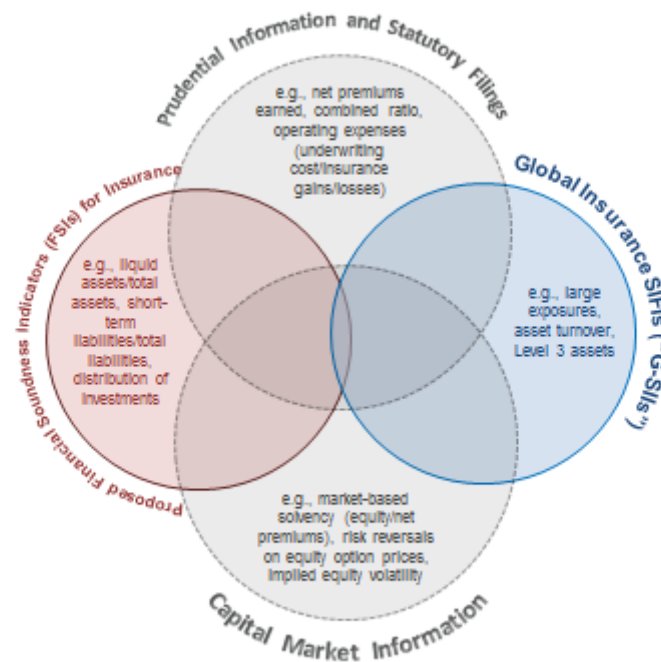 Prudential Information and Statutory Filings
e.g., net premiums
earned, combined ratio,
operating expenses
(underwriting
cost/insurance
gains/losses)
Proposed Financial Soundness Indicators (FSIs) for Insurance
e.g., liquid
assets/total
assets, short-
term
liabilities/total
liabilities,
distribution of
investments
Global Insurance SIFIs ("G-SIIs")
e.g., large
exposures,
asset turnover,
Level 3 assets
e.g., market-based
solvency (equity/net
premiums), risk reversals
on equity option prices,
implied equity volatility
Capital Market Information